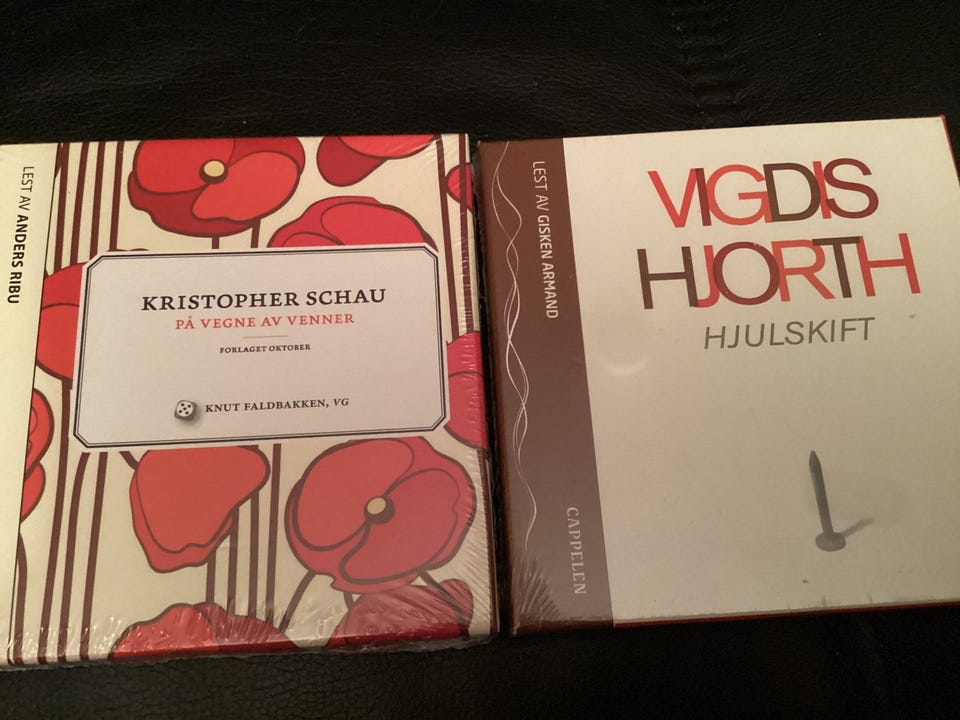 LEST AV ANDERS RIBU
KRISTOPHER SCHAU
PÅ VEGNE AV VENNER
FORLAGET OKTOBER
KNUT FALDBAKKEN, VG
LEST AV GISKEN ARMAND
CAPPELEN
VIGDIS
HJORTH
HJULSKIFT